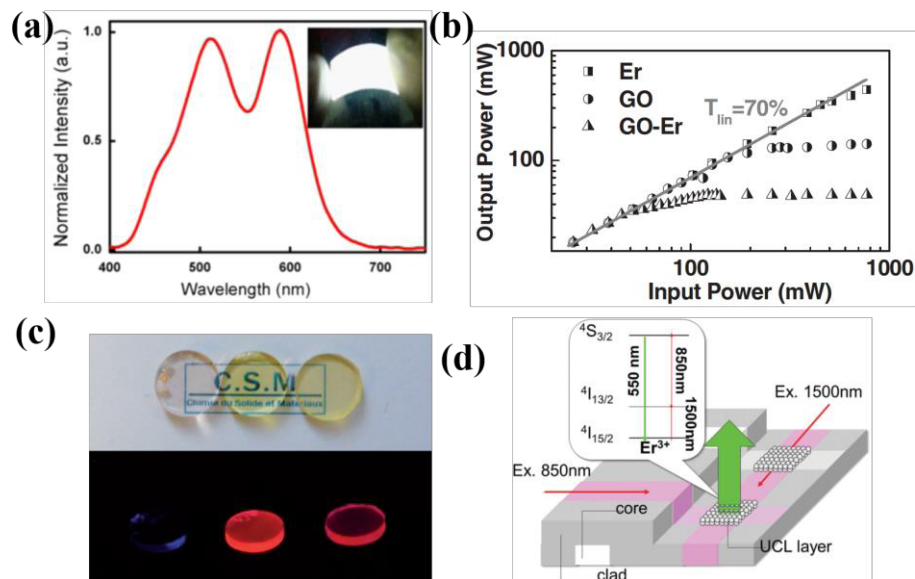 (a)
Normalized Intensity (a.u.)
1.0
0.5
0.0
400 500 600 700
Wavelength (nm)
(b)
Output Power (mW)
1000
100
Er
GO
GO-Er
T_lin=70%
100 1000
Input Power (mW)
(c)
C.S.M
Chimie du Solide et Matériaux
(d)
⁴S₃/₂
⁴I₁₃/₂
⁴I₁₅/₂
550 nm
850nm
1500nm
Er³⁺
Ex. 1500nm
Ex. 850nm
core
UCL layer
clad